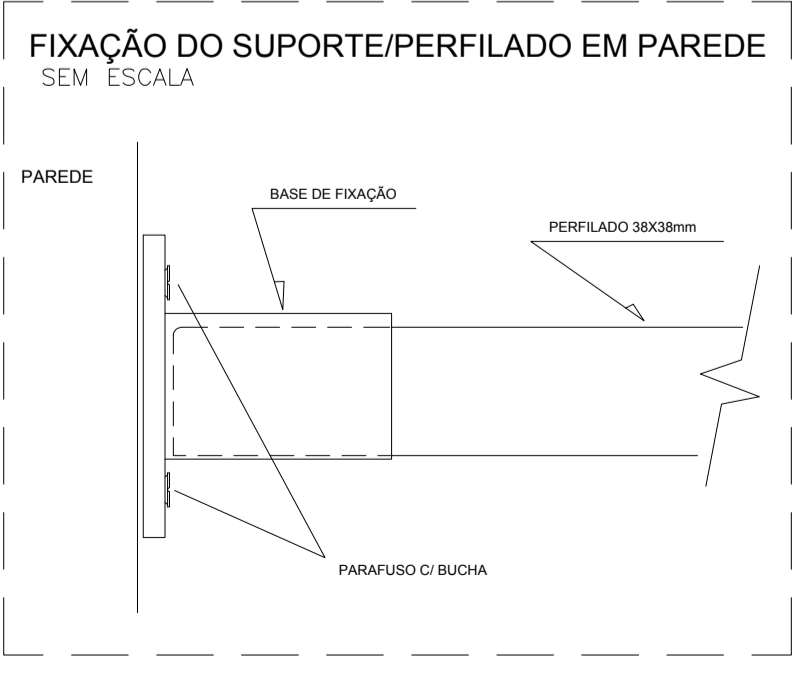 FIXAÇÃO DO SUPORTE/PERFILADO EM PAREDE
SEM ESCALA
PAREDE
BASE DE FIXAÇÃO
PERFILADO 38X38mm
PARAFUSO C/ BUCHA